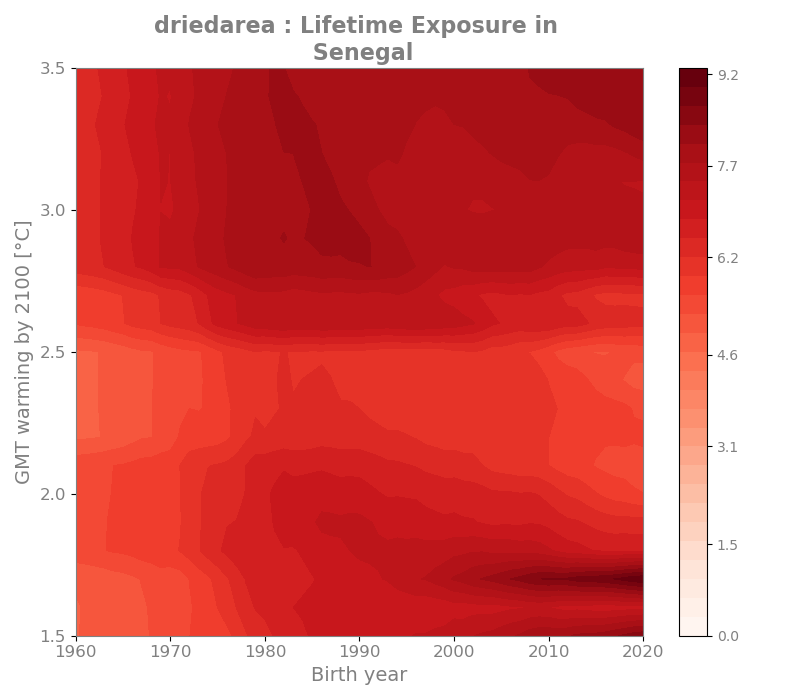 driedarea : Lifetime Exposure in
Senegal
3.5
3.0
2.5
2.0
1.5
GMT warming by 2100 [°C]
1960 1970 1980 1990 2000 2010 2020
Birth year
9.2
7.7
6.2
4.6
3.1
1.5
0.0